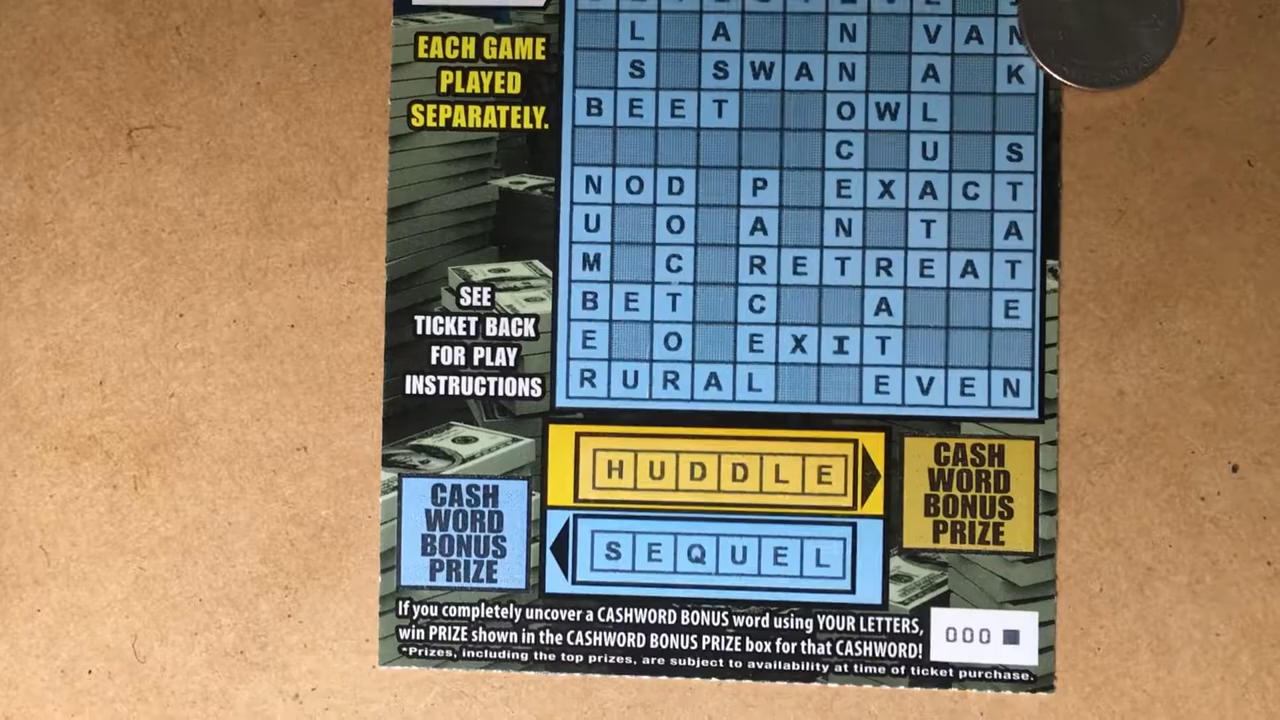 EACH GAME
PLAYED
SEPARATELY.
L A N V A N
S S W A N N A K
B E E T O W L
C U S
N O D P E X A C T
U O A N T A
M C R E T R E A T
B E T C A E
E O E X I T
R U R A L E V E N
SEE
TICKET BACK
FOR PLAY
INSTRUCTIONS
HUDDLE
CASH
WORD
BONUS
PRIZE
CASH
WORD
BONUS
PRIZE
SEQUEL
If you completely uncover a CASHWORD BONUS word using YOUR LETTERS,
win PRIZE shown in the CASHWORD BONUS PRIZE box for that CASHWORD!
*Prizes, including the top prizes, are subject to availability at time of ticket purchase.
000